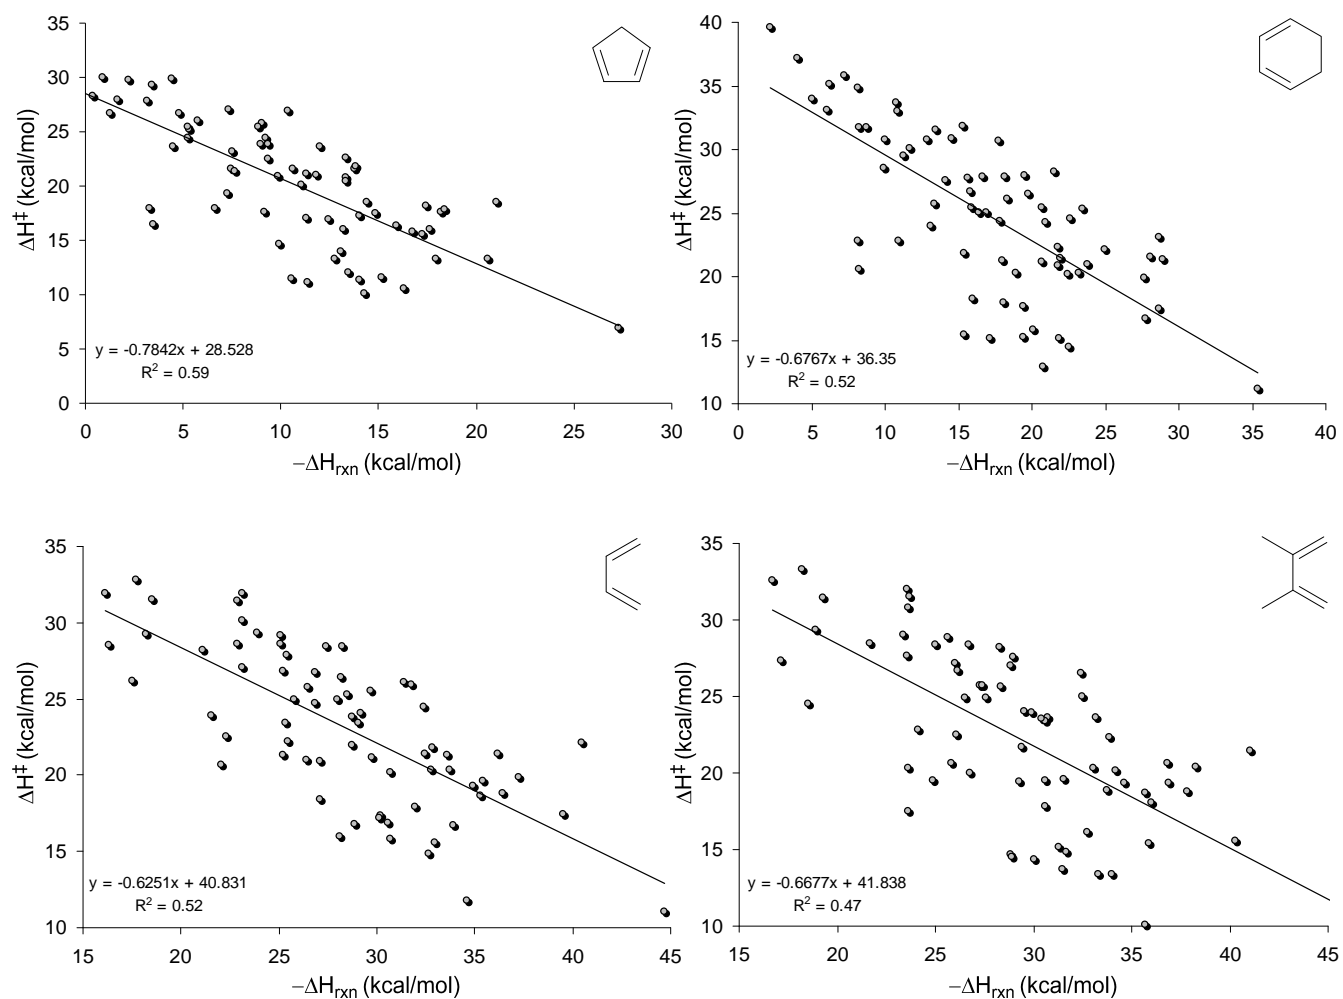 35
30
25
20
15
10
5
0
ΔH‡ (kcal/mol)
y = -0.7842x + 28.528
R² = 0.59
0 5 10 15 20 25 30
−ΔHrxn (kcal/mol)
40
35
30
25
20
15
10
ΔH‡ (kcal/mol)
y = -0.6767x + 36.35
R² = 0.52
0 5 10 15 20 25 30 35 40
−ΔHrxn (kcal/mol)
35
30
25
20
15
10
ΔH‡ (kcal/mol)
y = -0.6251x + 40.831
R² = 0.52
15 20 25 30 35 40 45
−ΔHrxn (kcal/mol)
35
30
25
20
15
10
ΔH‡ (kcal/mol)
y = -0.6677x + 41.838
R² = 0.47
15 20 25 30 35 40 45
−ΔHrxn (kcal/mol)